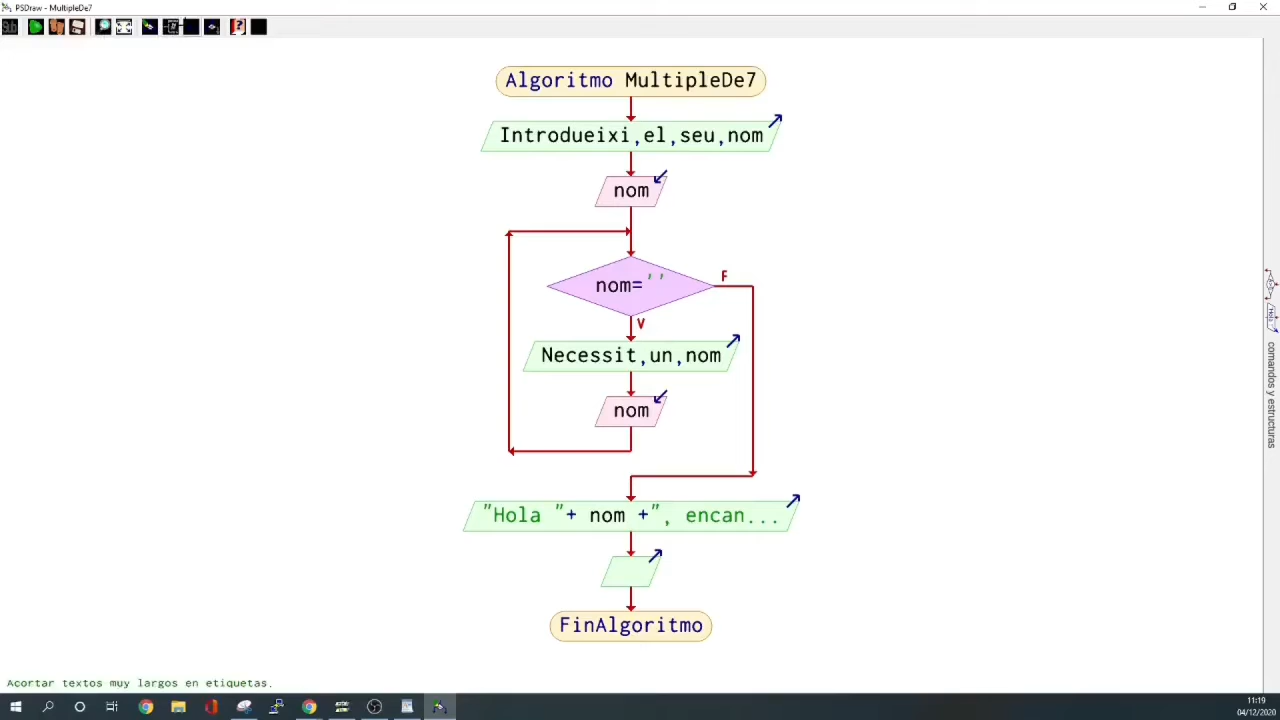 PSDraw - MultipleDe7
Algoritmo MultipleDe7
Introdueixi,el,seu,nom
nom
nom=''
F
V
Necessit,un,nom
nom
"Hola "+ nom +", encan...
FinAlgoritmo
comandos y estructuras
Acortar textos muy largos en etiquetas.
11:19
04/12/2020